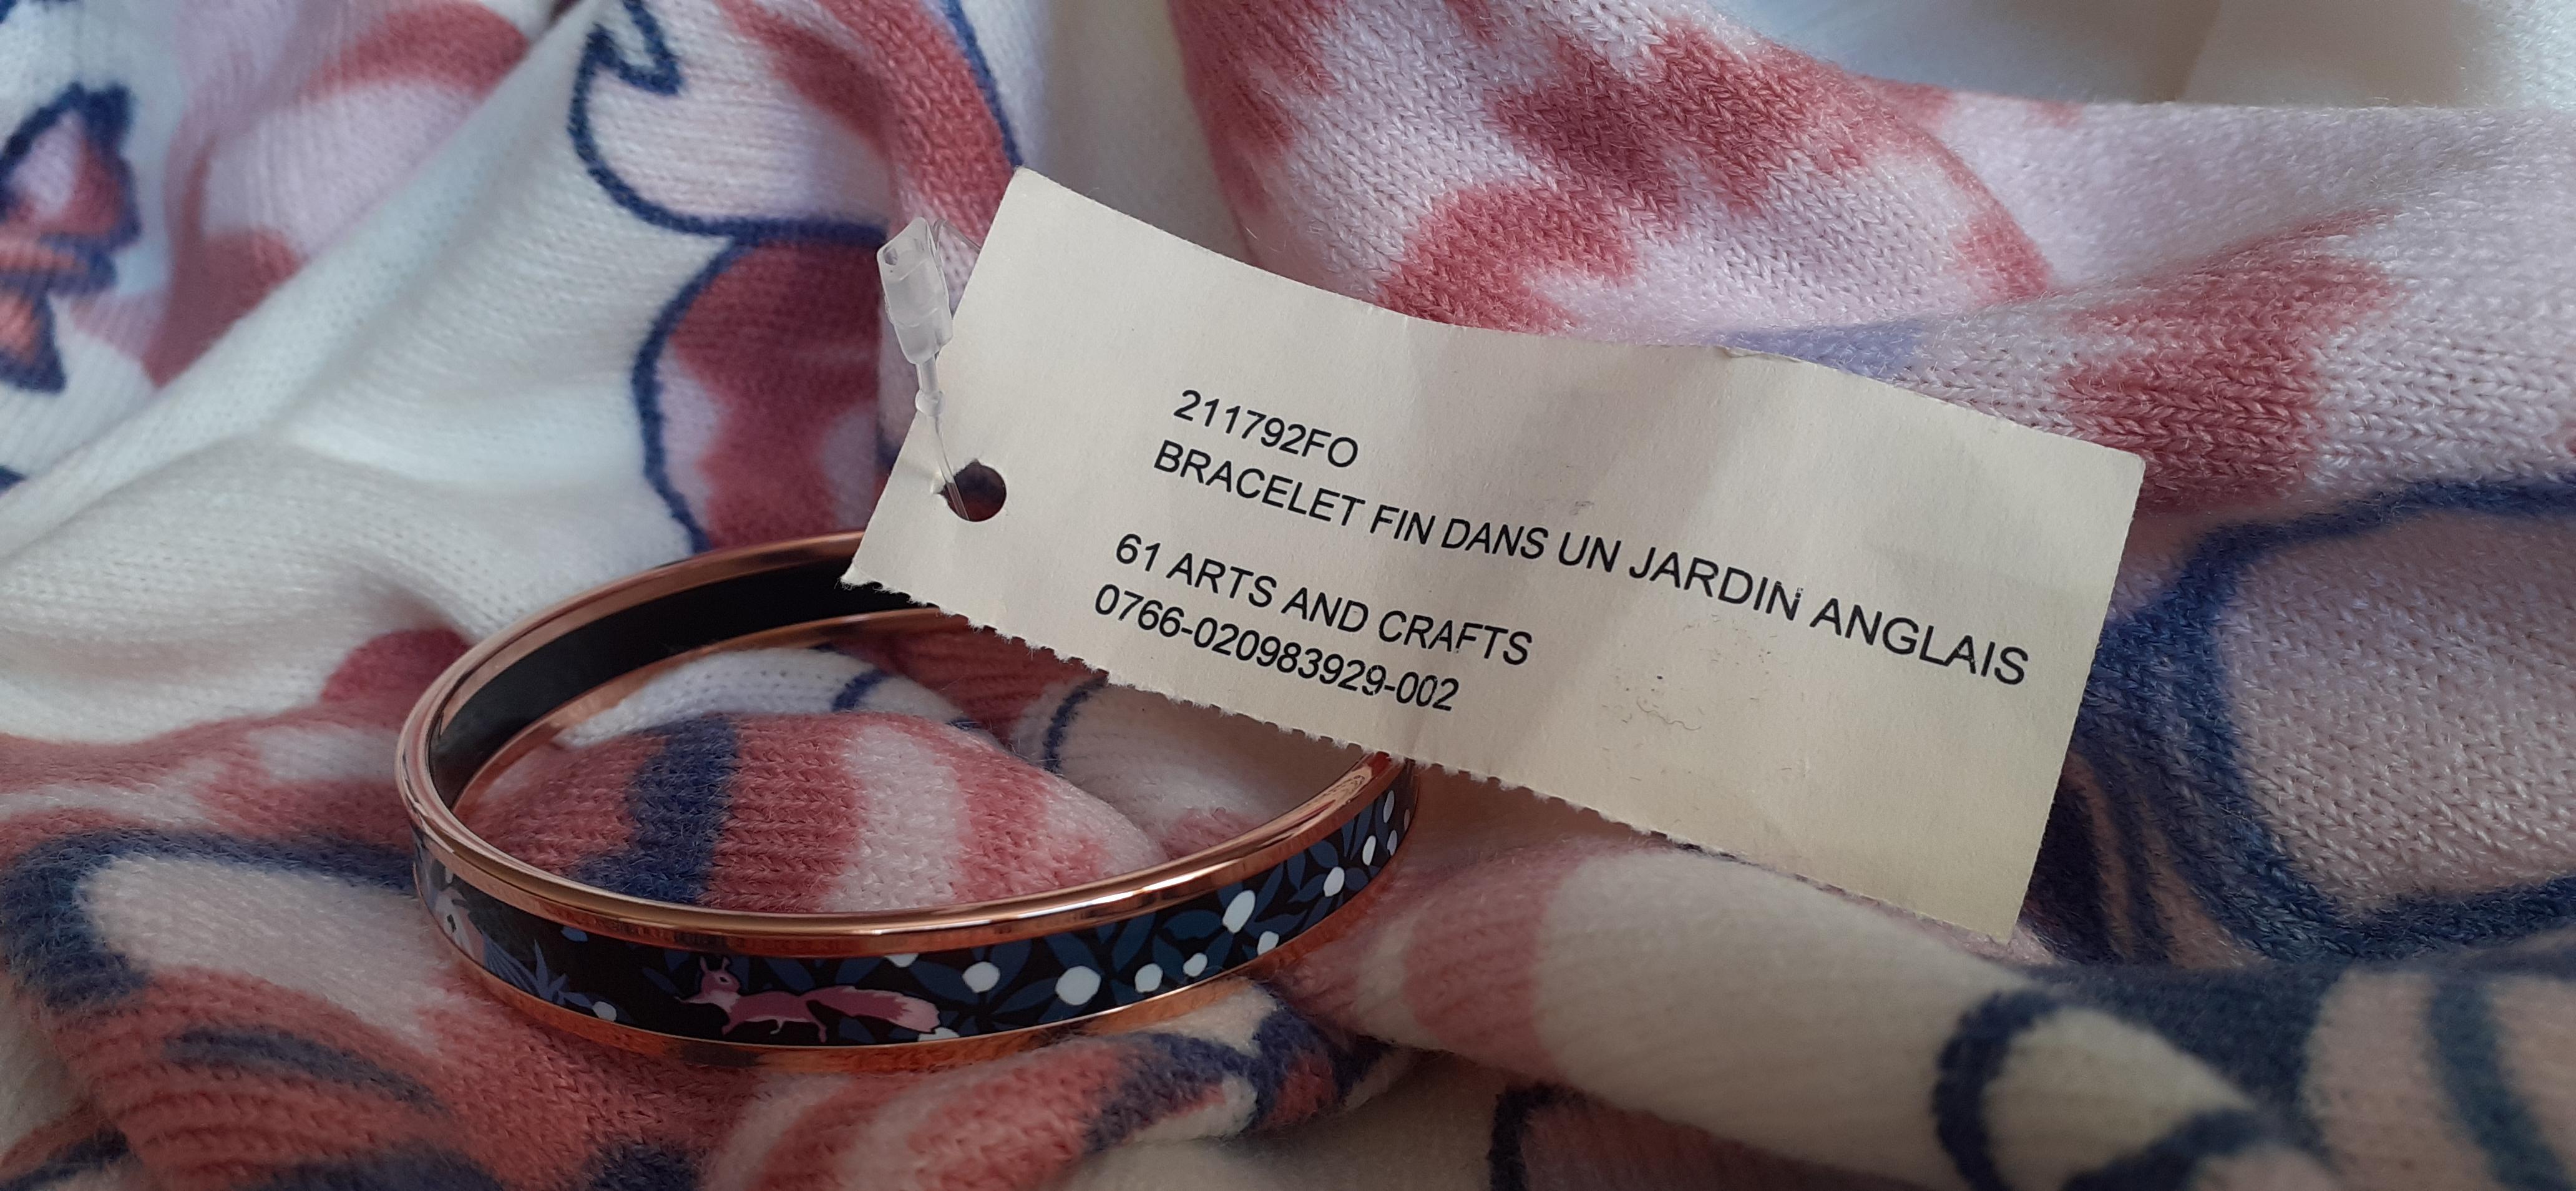 211792FO
BRACELET FIN DANS UN JARDIN ANGLAIS
61 ARTS AND CRAFTS
0766-020983929-002